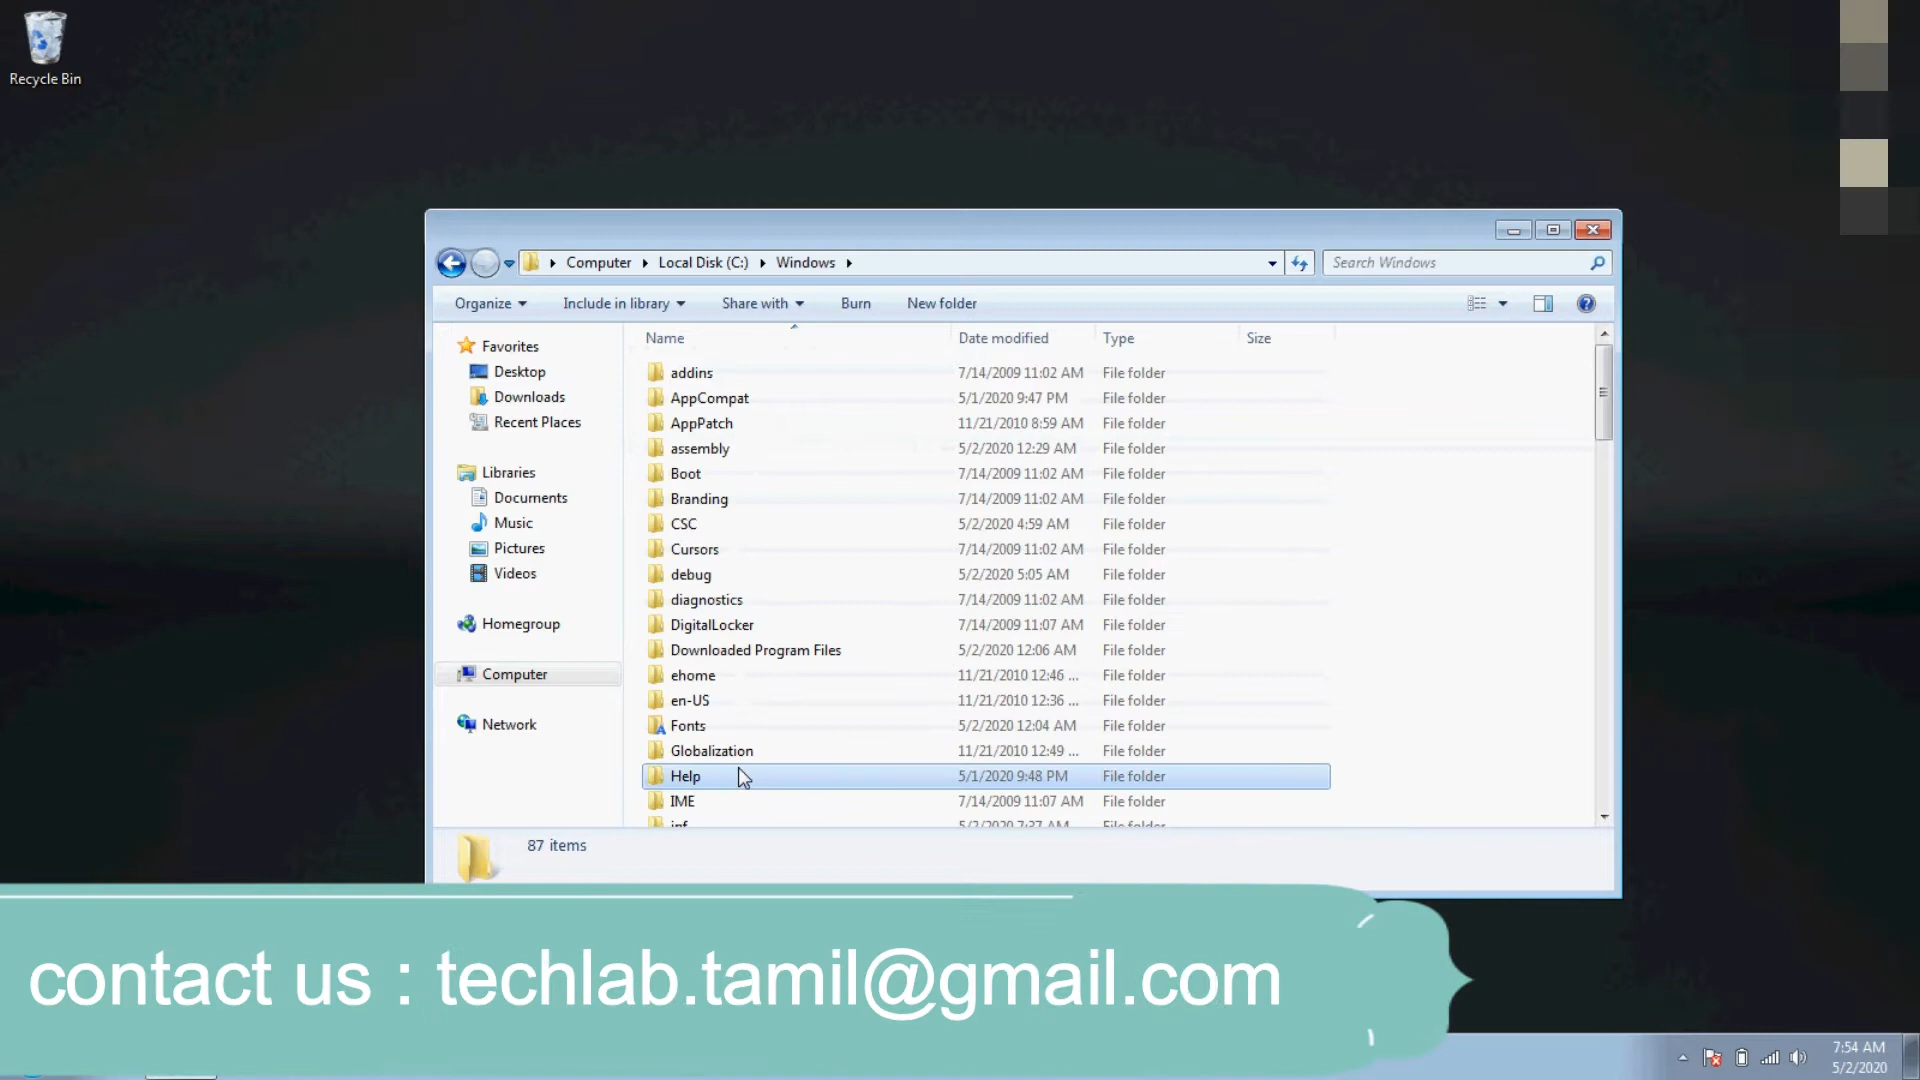 Recycle Bin
Computer Local Disk (C:) Windows
Search Windows
Organize Include in library Share with Burn New folder
Name Date modified Type Size
Favorites
Desktop
Downloads
Recent Places
Libraries
Documents
Music
Pictures
Videos
Homegroup
Computer
Network
addins 7/14/2009 11:02 AM File folder
AppCompat 5/1/2020 9:47 PM File folder
AppPatch 11/21/2010 8:59 AM File folder
assembly 5/2/2020 12:29 AM File folder
Boot 7/14/2009 11:02 AM File folder
Branding 7/14/2009 11:02 AM File folder
CSC 5/2/2020 4:59 AM File folder
Cursors 7/14/2009 11:02 AM File folder
debug 5/2/2020 5:05 AM File folder
diagnostics 7/14/2009 11:02 AM File folder
DigitalLocker 7/14/2009 11:07 AM File folder
Downloaded Program Files 5/2/2020 12:06 AM File folder
ehome 11/21/2010 12:46 ... File folder
en-US 11/21/2010 12:36 ... File folder
Fonts 5/2/2020 12:04 AM File folder
Globalization 11/21/2010 12:49 ... File folder
Help 5/1/2020 9:48 PM File folder
IME 7/14/2009 11:07 AM File folder
inf 5/2/2020 7:37 AM File folder
87 items
contact us : techlab.tamil@gmail.com
7:54 AM
5/2/2020